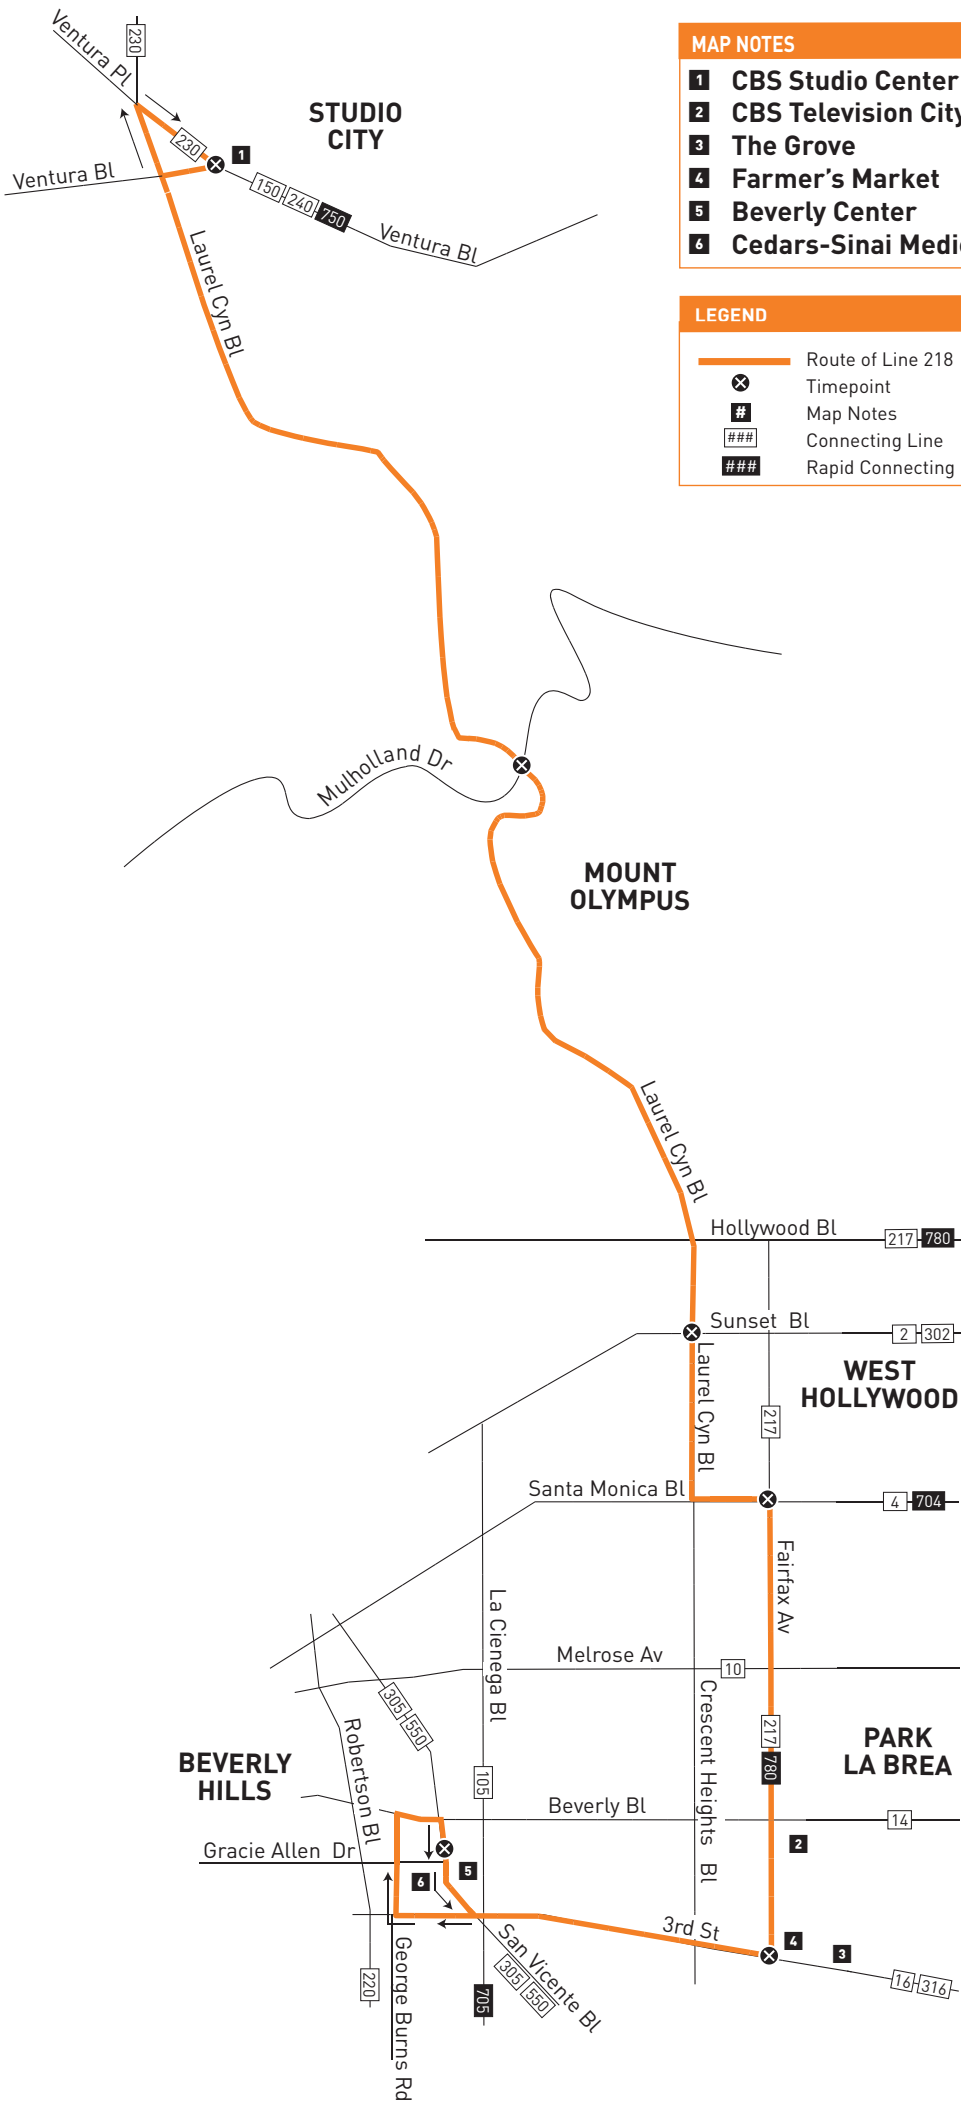 Ventura Pl
230
STUDIO
CITY
230
1
Ventura Bl
150
240
750
Ventura Bl
Laurel Cyn Bl
MAP NOTES
1 CBS Studio Center
2 CBS Television City
3 The Grove
4 Farmer's Market
5 Beverly Center
6 Cedars-Sinai Medi
LEGEND
Route of Line 218
Timepoint
# Map Notes
### Connecting Line
### Rapid Connecting
Mulholland Dr
MOUNT
OLYMPUS
Laurel Cyn Bl
Hollywood Bl
217
780
Sunset Bl
2
302
Laurel Cyn Bl
WEST
HOLLYWOOD
217
Santa Monica Bl
4
704
Fairfax Av
La Cienega Bl
Melrose Av
10
305
550
Crescent Heights Bl
Robertson Bl
217
780
PARK
LA BREA
BEVERLY
HILLS
105
Beverly Bl
14
2
Gracie Allen Dr
5
6
3rd St
4
3
16
316
San Vicente Bl
305
550
George Burns Rd
220
705